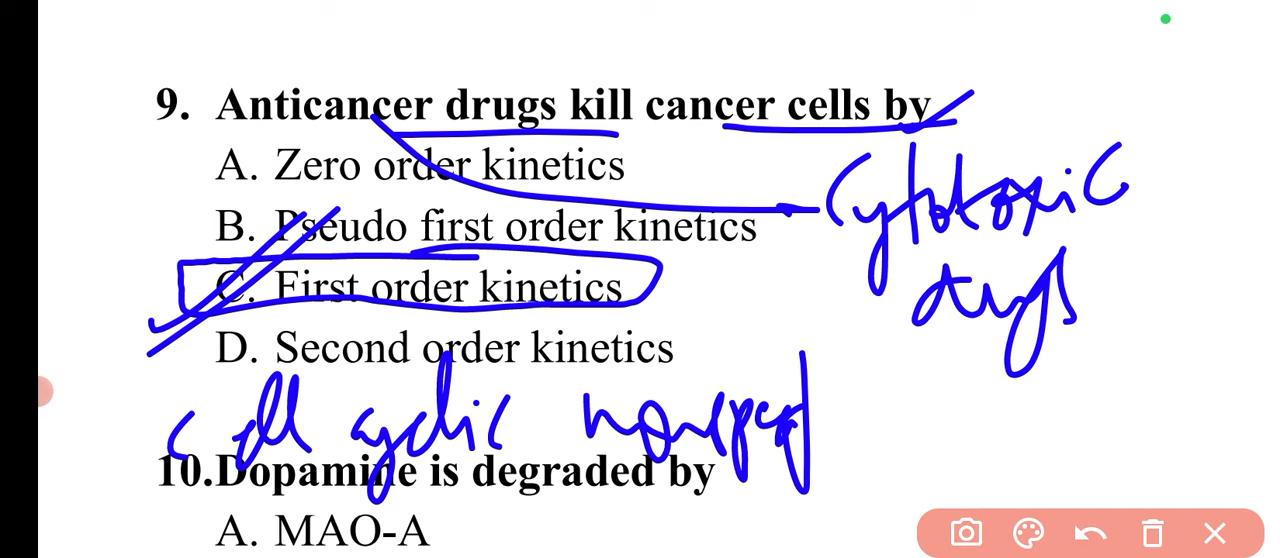 9. Anticancer drugs kill cancer cells by
A. Zero order kinetics
B. Pseudo first order kinetics
C. First order kinetics
D. Second order kinetics
Cytotoxic
drugs
cell cyclic
10.Dopamine is degraded by
A. MAO-A